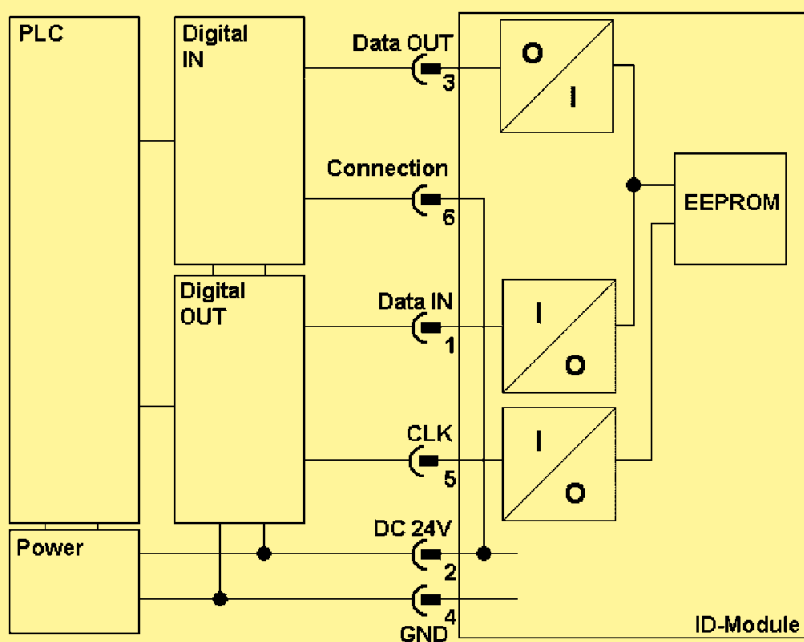 PLC
Digital
IN
Data OUT
3
O
I
Connection
6
EEPROM
Digital
OUT
Data IN
1
I
O
CLK
5
I
O
Power
DC 24V
2
4
GND
ID-Module